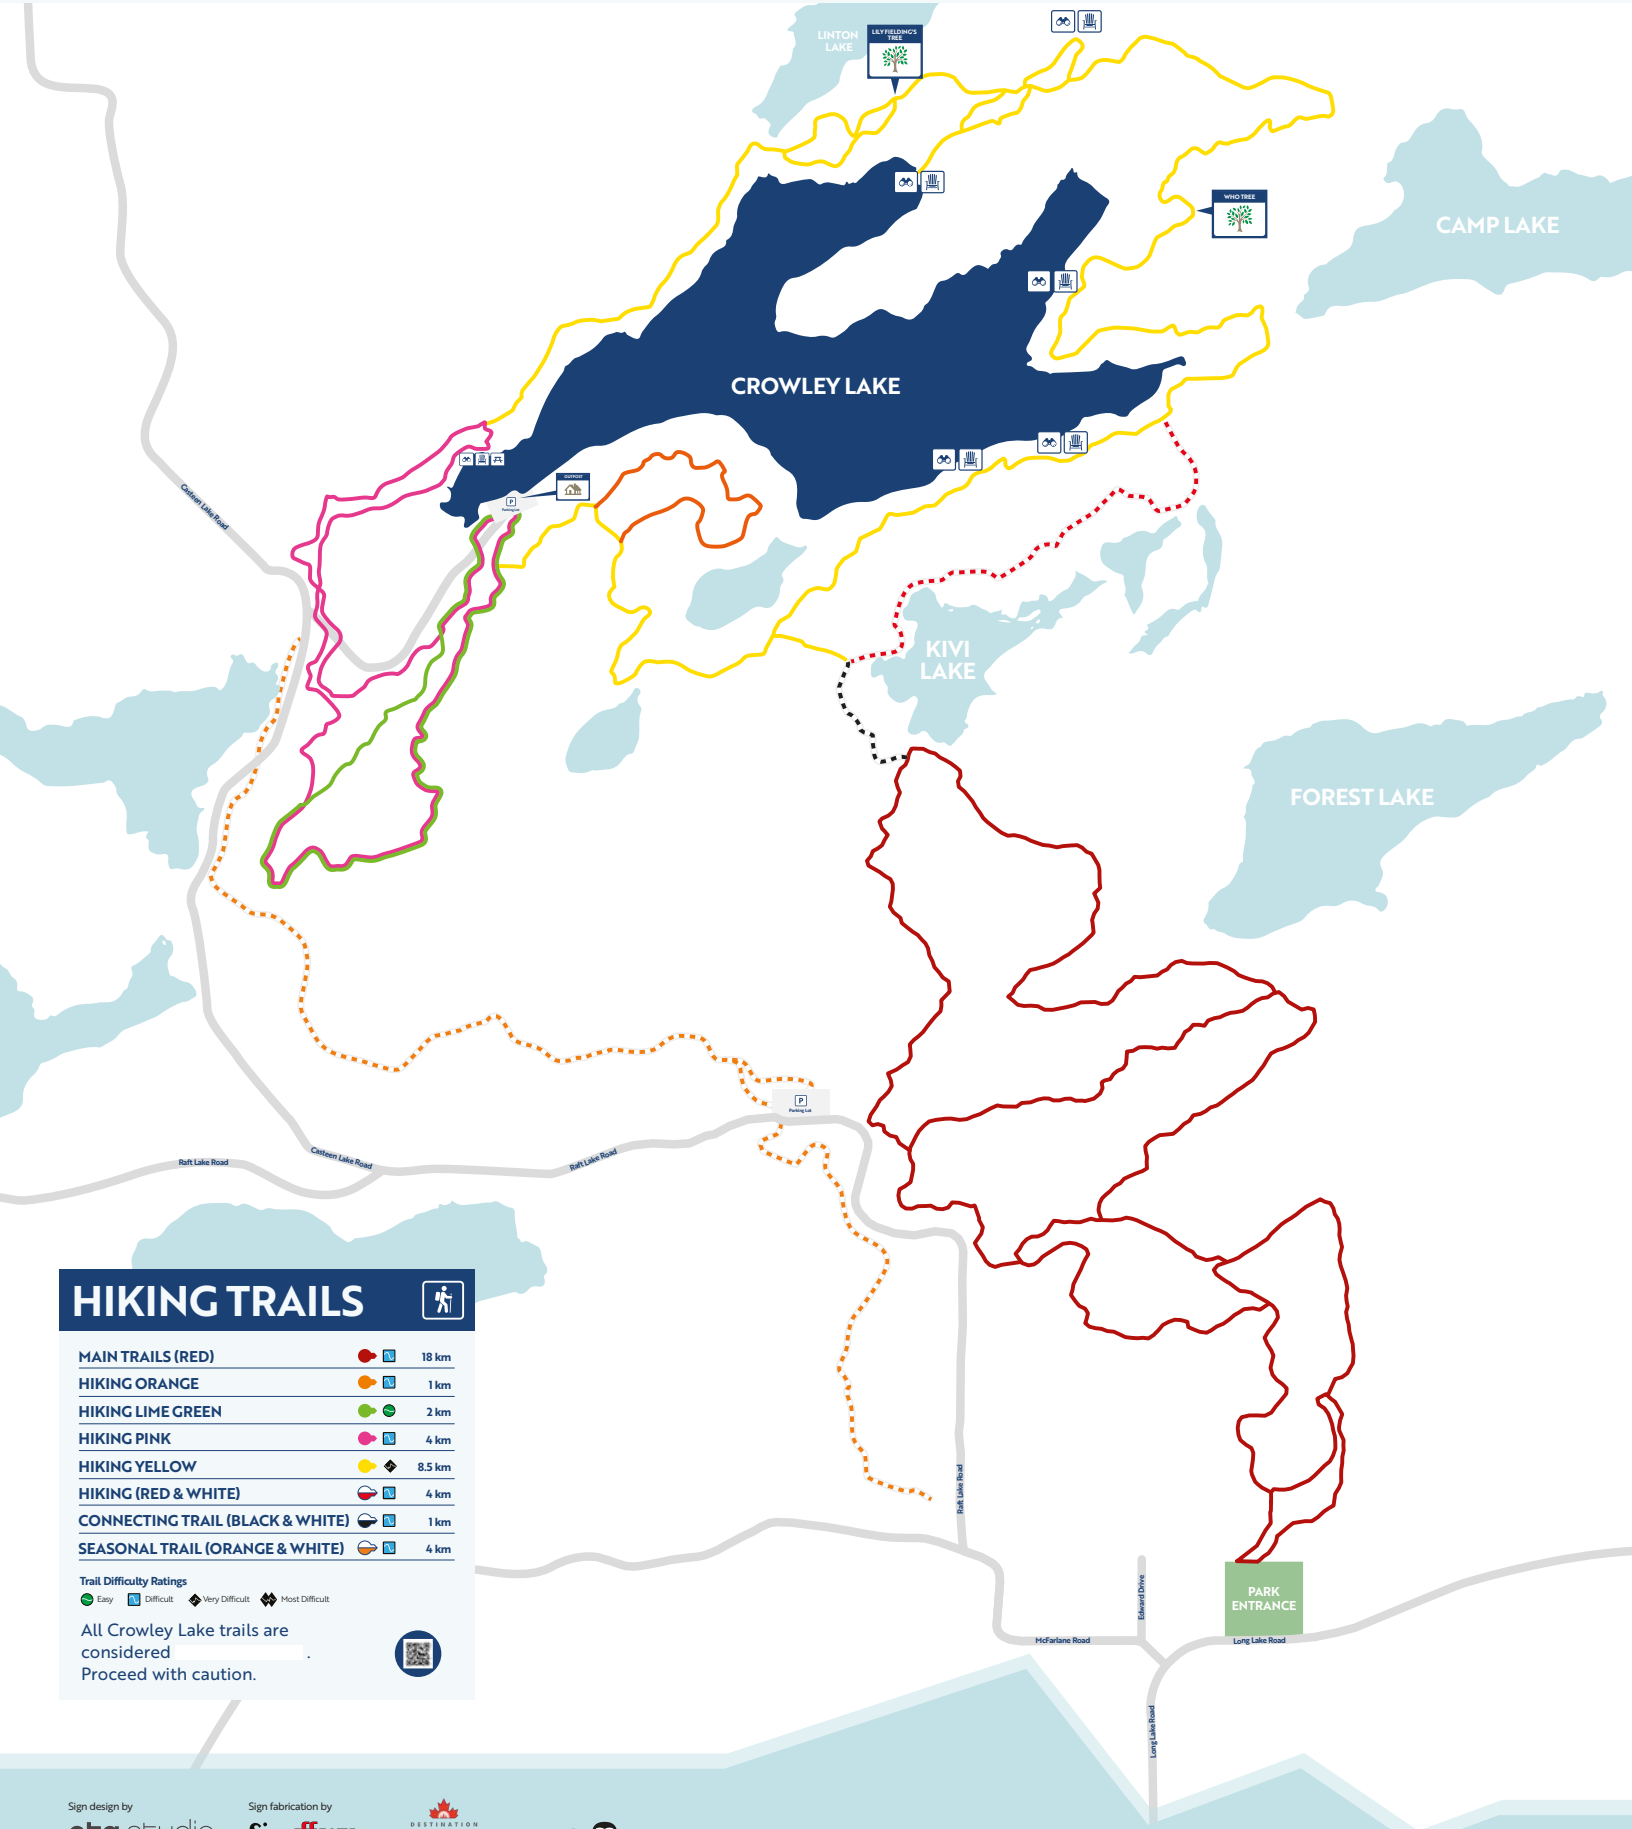 LINTON
LAKE
LILY FIELDING'S
TREE
CAMP LAKE
WHO TREE
CROWLEY LAKE
OUTPOST
P
Parking Lot
Casteen Lake Road
KIVI
LAKE
FOREST LAKE
P
Parking Lot
Raft Lake Road
Casteen Lake Road
Raft Lake Road
HIKING TRAILS
MAIN TRAILS (RED) 18 km
HIKING ORANGE 1 km
HIKING LIME GREEN 2 km
HIKING PINK 4 km
HIKING YELLOW 8.5 km
HIKING (RED & WHITE) 4 km
CONNECTING TRAIL (BLACK & WHITE) 1 km
SEASONAL TRAIL (ORANGE & WHITE) 4 km
Trail Difficulty Ratings
Easy Difficult Very Difficult Most Difficult
All Crowley Lake trails are
considered .
Proceed with caution.
Raft Lake Road
Edward Drive
PARK
ENTRANCE
McFarlane Road
Long Lake Road
Long Lake Road
Sign design by
Sign fabrication by
DESTINATION